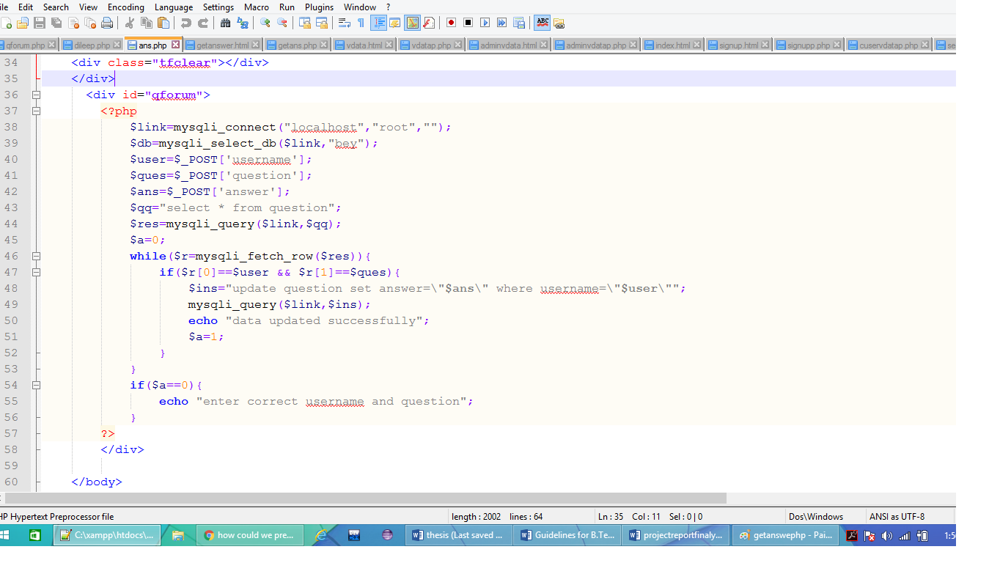 ile Edit Search View Encoding Language Settings Macro Run Plugins Window ?
ABC
qforum.php dileep.php ans.php getanswer.html getans.php vdata.html vdatap.php adminvdata.html adminvdatap.php index.html signup.html signupp.php cuservdatap.php se
34 <div class="tfclear"></div>
35 </div>
36 <div id="qforum">
37 <?php
38 $link=mysqli_connect("localhost","root","");
39 $db=mysqli_select_db($link,"bey");
40 $user=$_POST['username'];
41 $ques=$_POST['question'];
42 $ans=$_POST['answer'];
43 $qq="select * from question";
44 $res=mysqli_query($link,$qq);
45 $a=0;
46 while($r=mysqli_fetch_row($res)){
47 if($r[0]==$user && $r[1]==$ques){
48 $ins="update question set answer=\"$ans\" where username=\"$user\"";
49 mysqli_query($link,$ins);
50 echo "data updated successfully";
51 $a=1;
52 }
53 }
54 if($a==0){
55 echo "enter correct username and question";
56 }
57 ?>
58 </div>
59
60 </body>
HP Hypertext Preprocessor file length : 2002 lines : 64 Ln : 35 Col : 11 Sel : 0 | 0 Dos\Windows ANSI as UTF-8
C:\xampp\htdocs\... how could we pre... thesis (Last saved ... Guidelines for B.Te... projectreportfinaly... getanswephp - Pai... 1:5